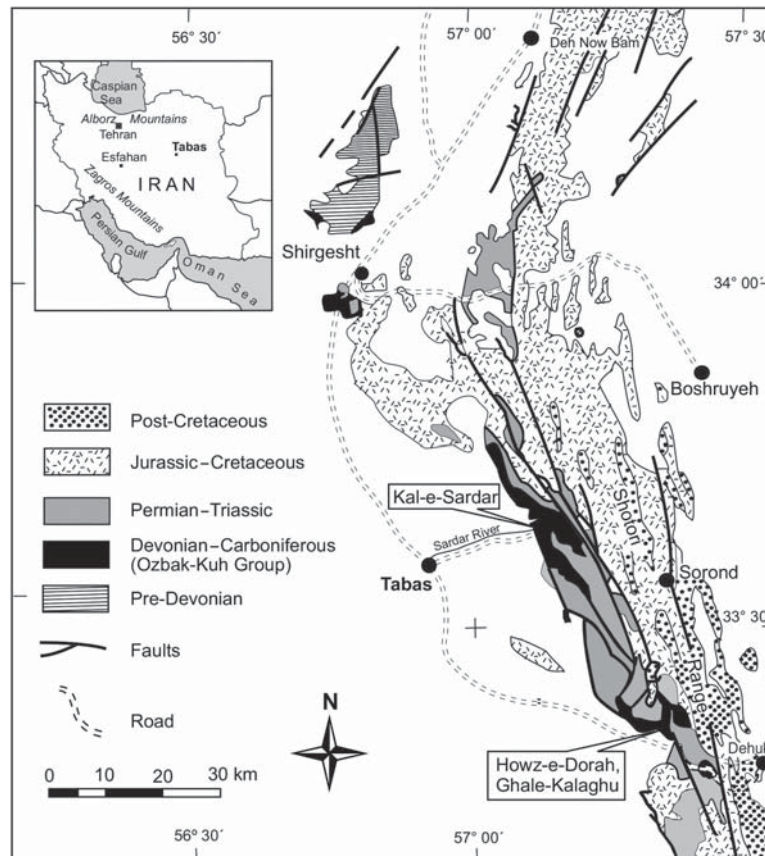 56° 30´
57° 00´
57° 30´
Deh Now Bam
Caspian
Sea
Alborz Mountains
Tehran
Tabas
Esfahan
IRAN
Zagros Mountains
Persian Gulf
Oman Sea
Shirgesht
34° 00´
Boshruyeh
Post-Cretaceous
Jurassic–Cretaceous
Permian–Triassic
Devonian–Carboniferous
(Ozbak-Kuh Group)
Pre-Devonian
Faults
Road
0 10 20 30 km
N
Kal-e-Sardar
Sardar River
Tabas
Shotori
Range
Sorond
33° 30´
Dehuk
Howz-e-Dorah,
Ghale-Kalaghu
56° 30´
57° 00´